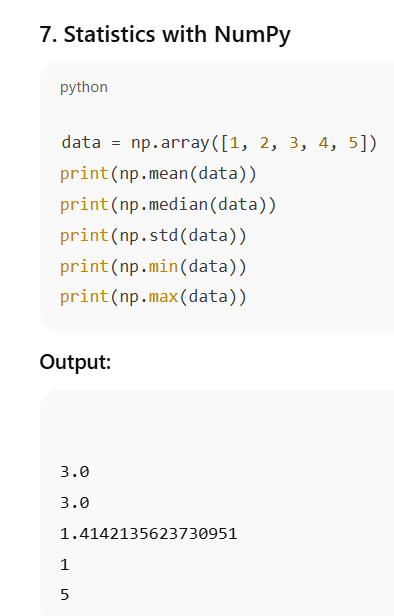 7. Statistics with NumPy
python
data = np.array([1, 2, 3, 4, 5])
print(np.mean(data))
print(np.median(data))
print(np.std(data))
print(np.min(data))
print(np.max(data))
Output:
3.0
3.0
1.4142135623730951
1
5